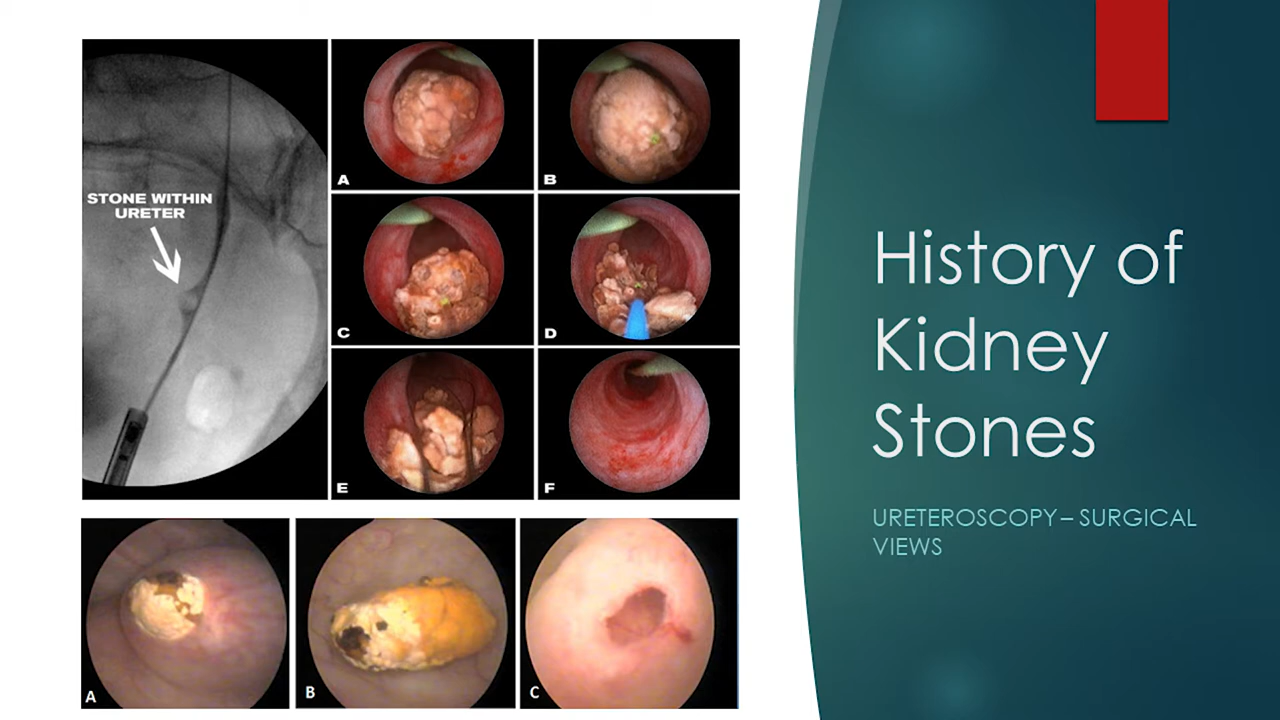 STONE WITHIN
URETER
A
B
C
D
E
F
A
B
C
History of
Kidney
Stones
URETEROSCOPY – SURGICAL
VIEWS